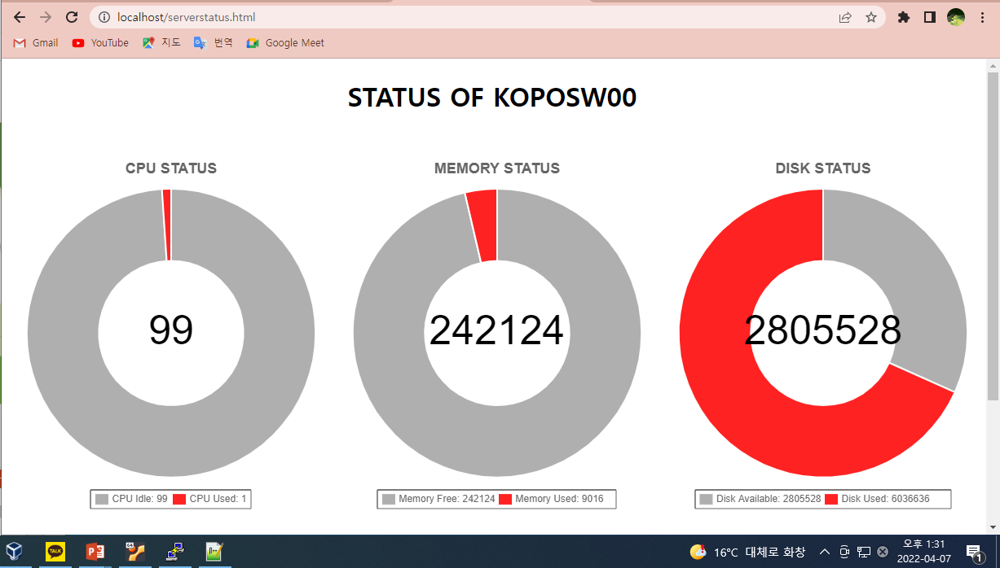 localhost/serverstatus.html
Gmail YouTube 지도 번역 Google Meet
STATUS OF KOPOSW00
CPU STATUS
MEMORY STATUS
DISK STATUS
99
242124
2805528
CPU Idle: 99 CPU Used: 1
Memory Free: 242124 Memory Used: 9016
Disk Available: 2805528 Disk Used: 6036636
TALK
16°C 대체로 화창
오후 1:31
2022-04-07
1